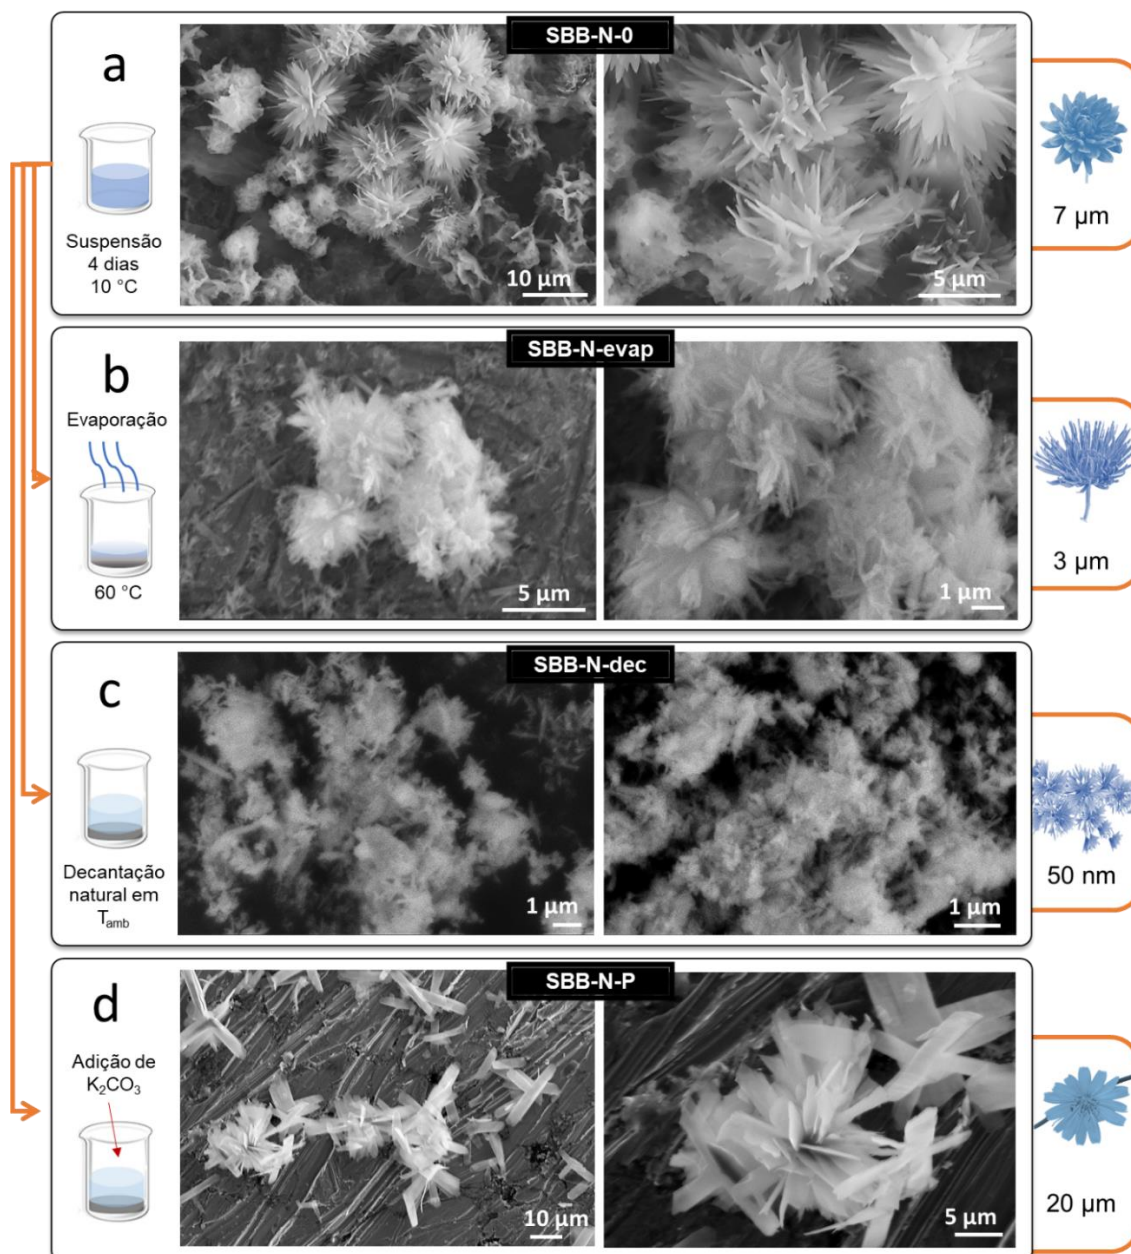 SBB-N-0
a
Suspensão
4 dias
10 °C
10 µm
5 µm
7 µm
SBB-N-evap
b
Evaporação
60 °C
5 µm
1 µm
3 µm
SBB-N-dec
c
Decantação
natural em
Tamb
1 µm
1 µm
50 nm
SBB-N-P
d
Adição de
K2CO3
10 µm
5 µm
20 µm